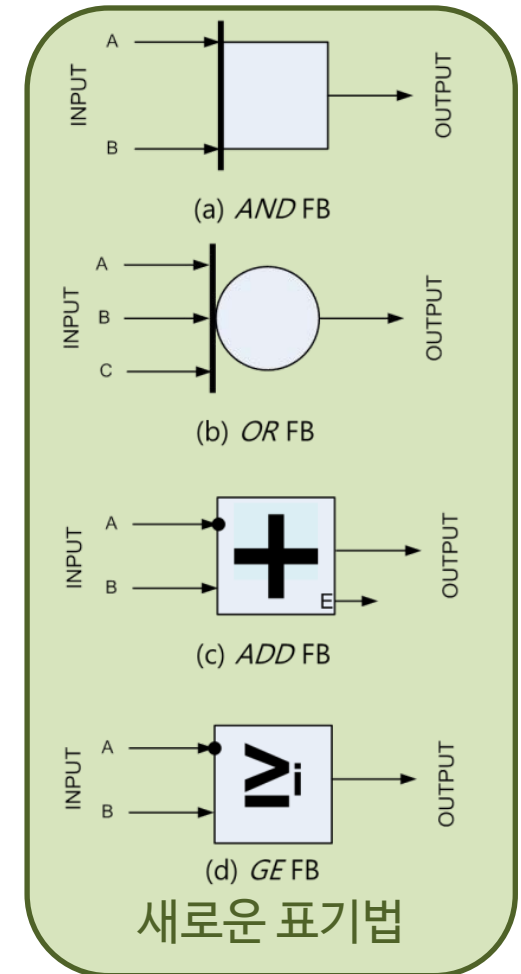 A
INPUT
B
OUTPUT
(a) AND FB
A
INPUT
B
C
OUTPUT
(b) OR FB
A
INPUT
B
+
E
OUTPUT
(c) ADD FB
A
INPUT
B
≥i
OUTPUT
(d) GE FB
새로운 표기법